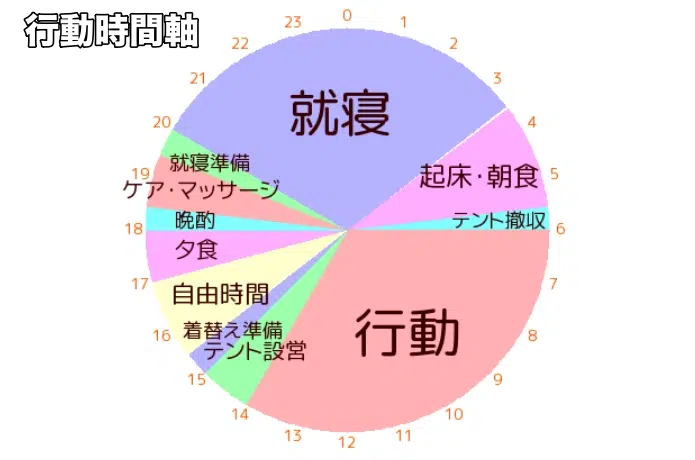 行動時間軸
0
1
2
3
4
5
6
7
8
9
10
11
12
13
14
15
16
17
18
19
20
21
22
23
就寝
起床・朝食
テント撤収
行動
テント設営
着替え準備
自由時間
夕食
晩酌
ケア・マッサージ
就寝準備